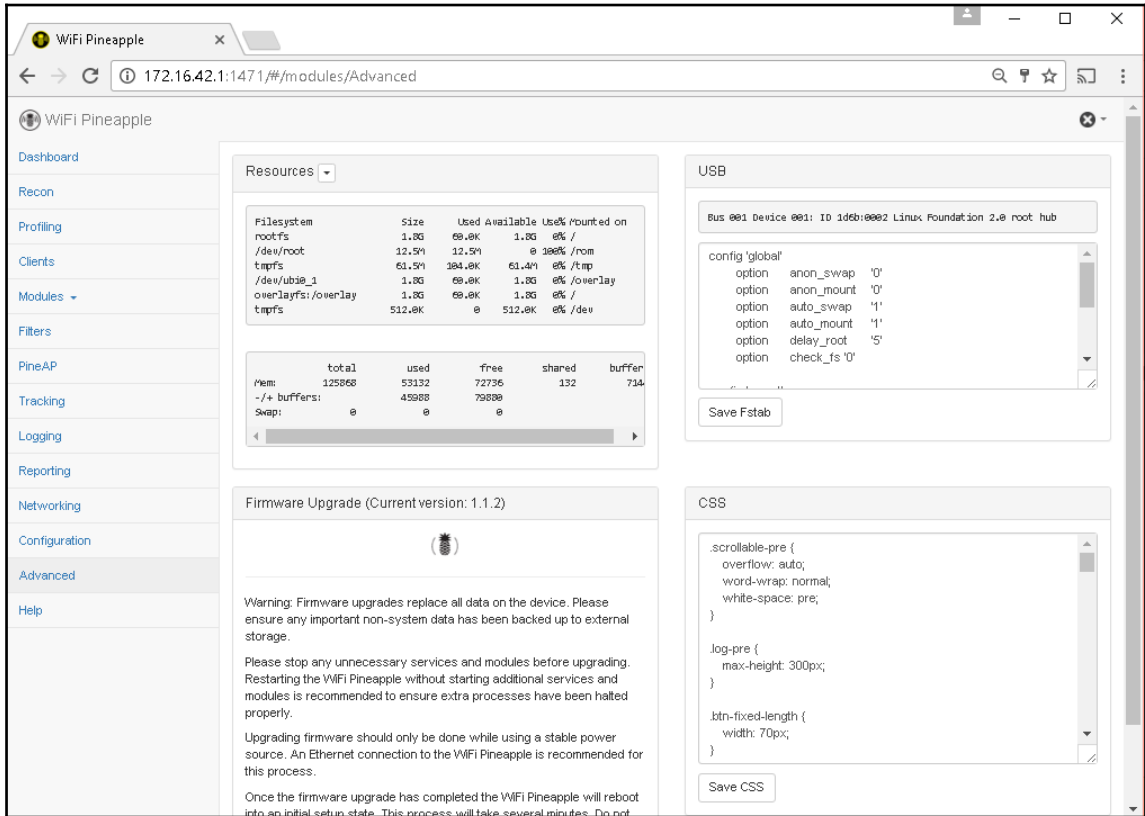 WiFi Pineapple
172.16.42.1:1471/#/modules/Advanced
WiFi Pineapple
Dashboard
Recon
Profiling
Clients
Modules
Filters
PineAP
Tracking
Logging
Reporting
Networking
Configuration
Advanced
Help
Resources
Filesystem Size Used Available Use% Mounted on
rootfs 1.8G 60.0K 1.8G 0% /
/dev/root 12.5M 12.5M 0 100% /rom
tmpfs 61.5M 104.0K 61.4M 0% /tmp
/dev/ubi0_1 1.8G 60.0K 1.8G 0% /overlay
overlayfs:/overlay 1.8G 60.0K 1.8G 0% /
tmpfs 512.0K 0 512.0K 0% /dev
total used free shared buffer
Mem: 125868 53132 72736 132 714
-/+ buffers: 45988 79880
Swap: 0 0 0
USB
Bus 001 Device 001: ID 1d6b:0002 Linux Foundation 2.0 root hub
config 'global'
option anon_swap '0'
option anon_mount '0'
option auto_swap '1'
option auto_mount '1'
option delay_root '5'
option check_fs '0'
Save Fstab
Firmware Upgrade (Current version: 1.1.2)
Warning: Firmware upgrades replace all data on the device. Please
ensure any important non-system data has been backed up to external
storage.
Please stop any unnecessary services and modules before upgrading.
Restarting the WiFi Pineapple without starting additional services and
modules is recommended to ensure extra processes have been halted
properly.
Upgrading firmware should only be done while using a stable power
source. An Ethernet connection to the WiFi Pineapple is recommended for
this process.
Once the firmware upgrade has completed the WiFi Pineapple will reboot
into an initial setup state. This process will take several minutes. Do not
CSS
.scrollable-pre {
overflow: auto;
word-wrap: normal;
white-space: pre;
}
.log-pre {
max-height: 300px;
}
.btn-fixed-length {
width: 70px;
}
Save CSS